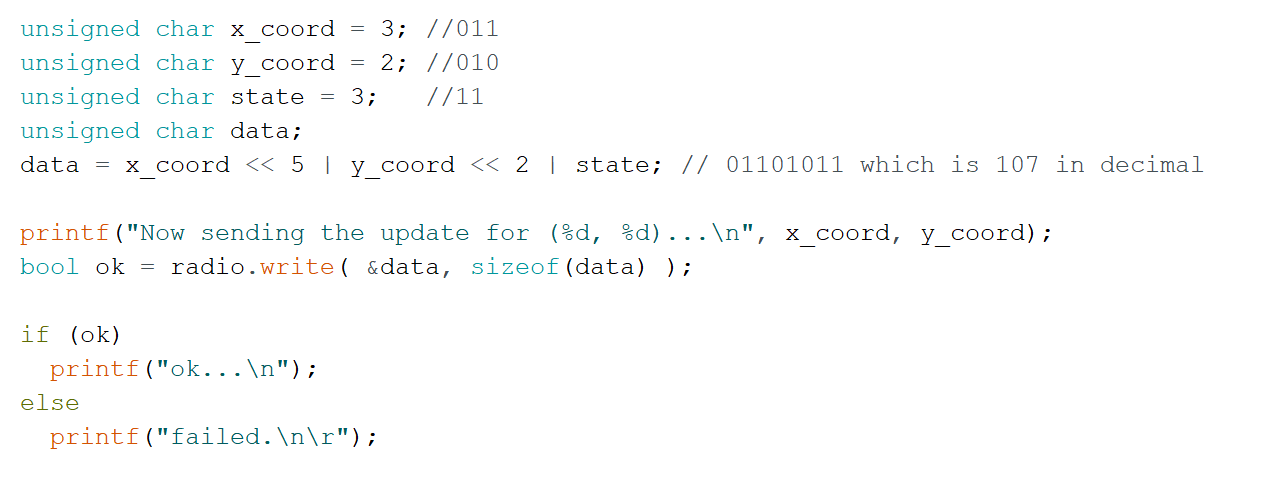 unsigned char x_coord = 3; //011
unsigned char y_coord = 2; //010
unsigned char state = 3;   //11
unsigned char data;
data = x_coord << 5 | y_coord << 2 | state; // 01101011 which is 107 in decimal

printf("Now sending the update for (%d, %d)...\n", x_coord, y_coord);
bool ok = radio.write( &data, sizeof(data) );

if (ok)
  printf("ok...\n");
else
  printf("failed.\n\r");